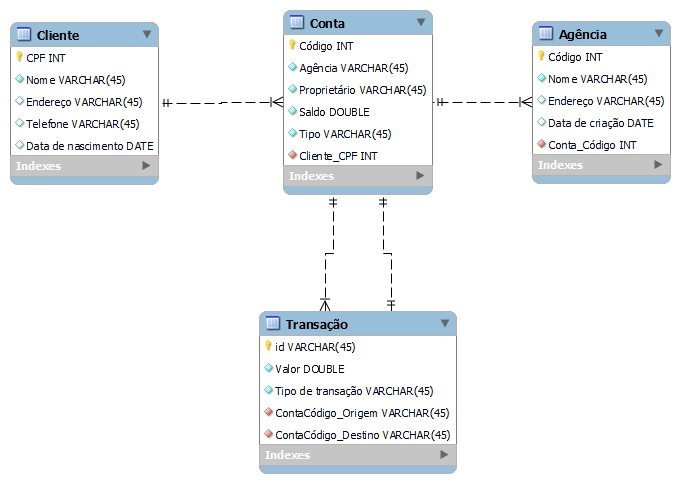 Cliente
CPF INT
Nome VARCHAR(45)
Endereço VARCHAR(45)
Telefone VARCHAR(45)
Data de nascimento DATE
Indexes
Conta
Código INT
Agência VARCHAR(45)
Proprietário VARCHAR(45)
Saldo DOUBLE
Tipo VARCHAR(45)
Cliente_CPF INT
Indexes
Agência
Código INT
Nome VARCHAR(45)
Endereço VARCHAR(45)
Data de criação DATE
Conta_Código INT
Indexes
Transação
id VARCHAR(45)
Valor DOUBLE
Tipo de transação VARCHAR(45)
ContaCódigo_Origem VARCHAR(45)
ContaCódigo_Destino VARCHAR(45)
Indexes